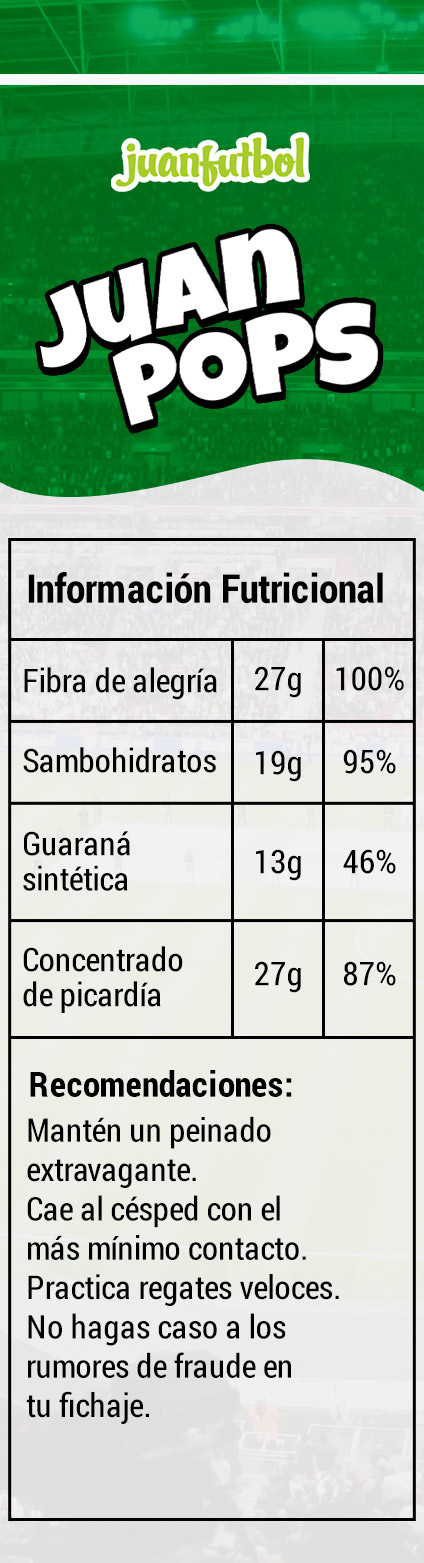 juanfutbol
JUAN
POPS
Información Futricional
Fibra de alegría 27g 100%
Sambohidratos 19g 95%
Guaraná
sintética 13g 46%
Concentrado
de picardía 27g 87%
Recomendaciones:
Mantén un peinado
extravagante.
Cae al césped con el
más mínimo contacto.
Practica regates veloces.
No hagas caso a los
rumores de fraude en
tu fichaje.